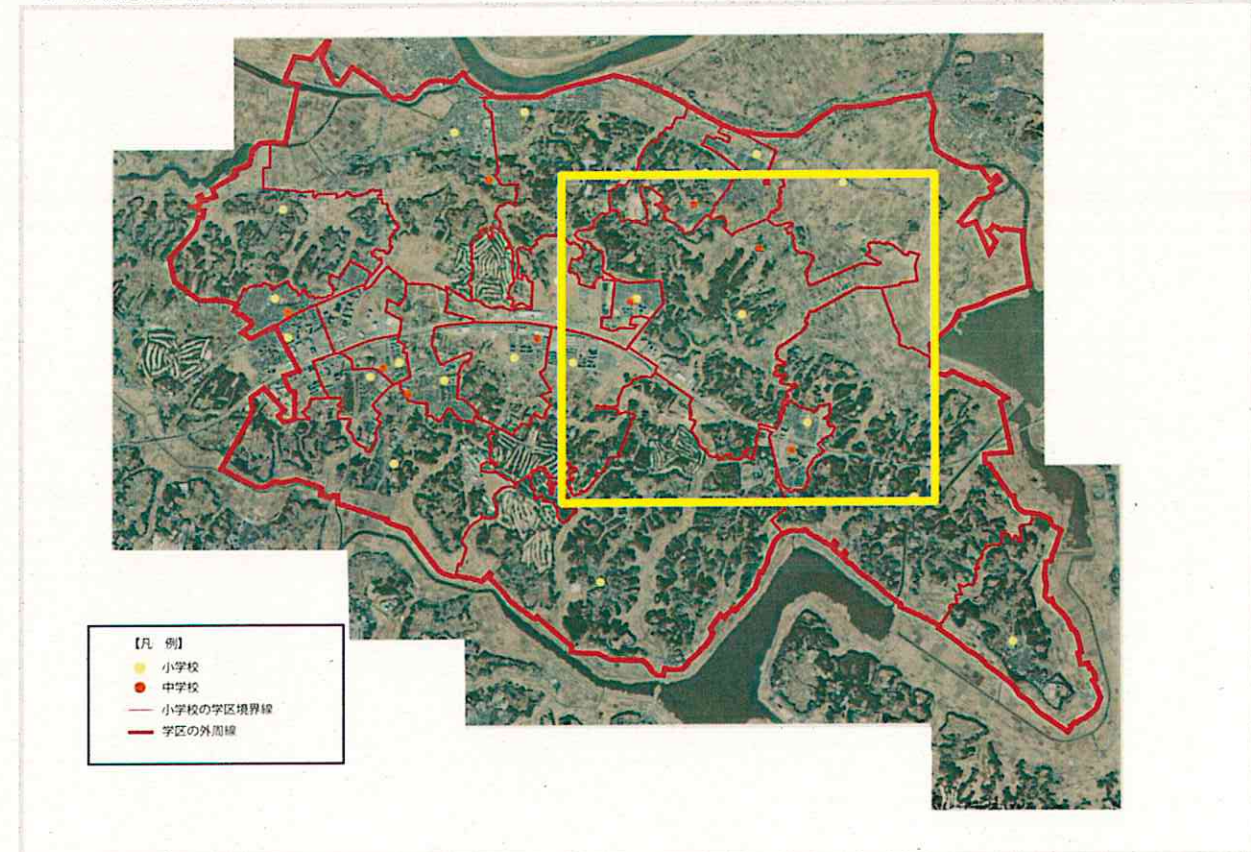 【凡 例】
小学校
中学校
小学校の学区境界線
学区の外周線